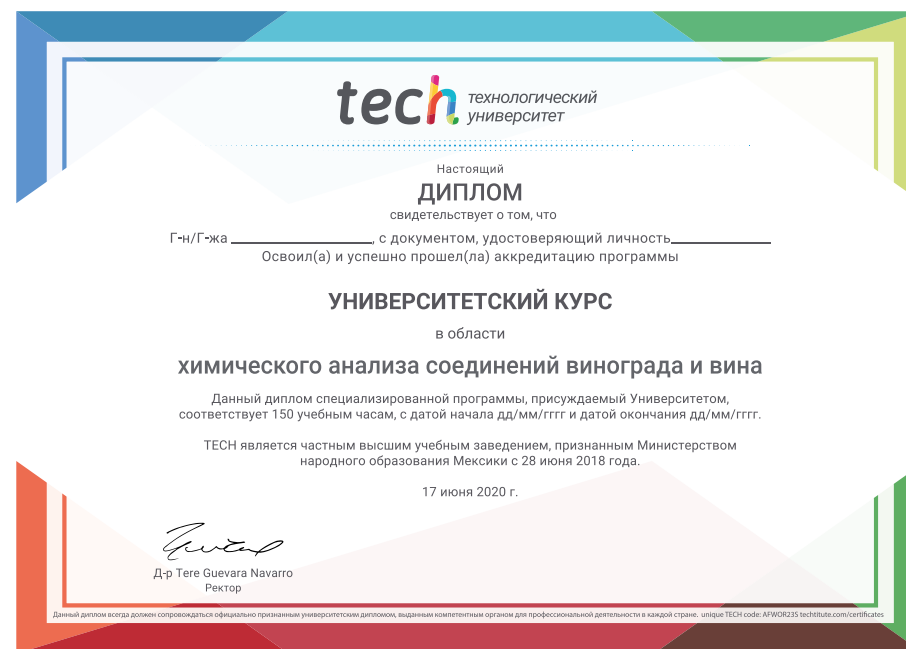 tech технологический
университет
Настоящий
ДИПЛОМ
свидетельствует о том, что
Г-н/Г-жа ____________________, с документом, удостоверяющий личность______________
Освоил(а) и успешно прошел(ла) аккредитацию программы
УНИВЕРСИТЕТСКИЙ КУРС
в области
химического анализа соединений винограда и вина
Данный диплом специализированной программы, присуждаемый Университетом,
соответствует 150 учебным часам, с датой начала дд/мм/гггг и датой окончания дд/мм/гггг.
TECH является частным высшим учебным заведением, признанным Министерством
народного образования Мексики с 28 июня 2018 года.
17 июня 2020 г.
Д-р Tere Guevara Navarro
Ректор
Данный диплом всегда должен сопровождаться официально признанным университетским дипломом, выданным компетентным органом для профессиональной деятельности в каждой стране. unique TECH code: AFWOR23S techtitute.com/certificates